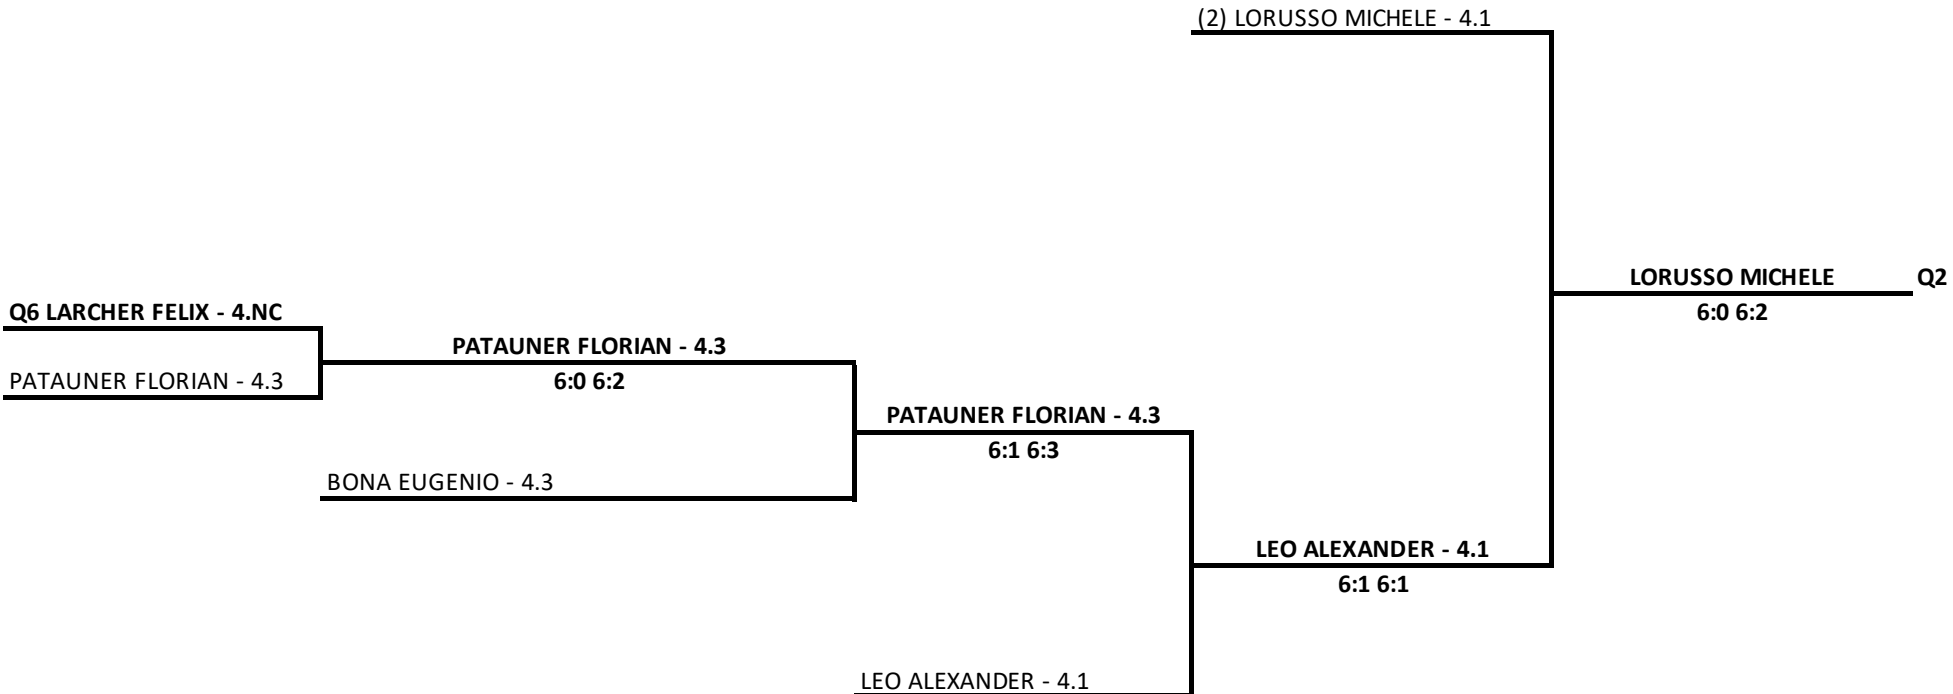 (2) LORUSSO MICHELE - 4.1
LORUSSO MICHELE
Q2
6:0 6:2
Q6 LARCHER FELIX - 4.NC
PATAUNER FLORIAN - 4.3
6:0 6:2
PATAUNER FLORIAN - 4.3
PATAUNER FLORIAN - 4.3
6:1 6:3
BONA EUGENIO - 4.3
LEO ALEXANDER - 4.1
6:1 6:1
LEO ALEXANDER - 4.1